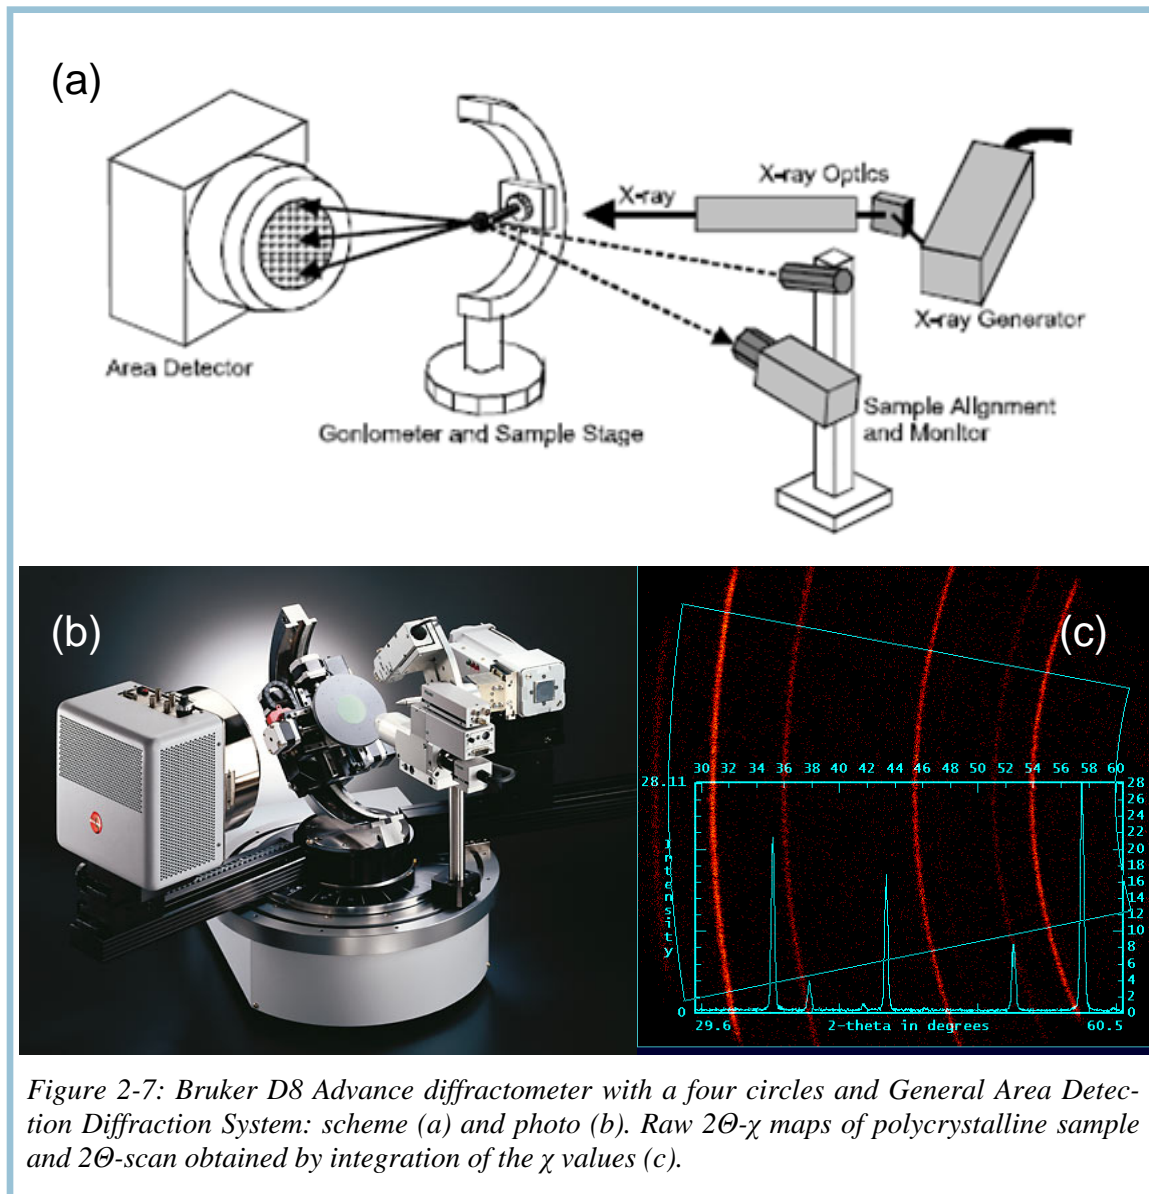 (a)
X-ray Optics
X-ray
X-ray Generator
Area Detector
Goniometer and Sample Stage
Sample Alignment
and Monitor
(b)
(c)
30 32 34 36 38 40 42 44 46 48 50 52 54 56 58 60
28.11
28
26
24
22
20
18
16
14
12
10
8
6
4
2
0
Intensity
0
29.6 2-theta in degrees 60.5
Figure 2-7: Bruker D8 Advance diffractometer with a four circles and General Area Detec-
tion Diffraction System: scheme (a) and photo (b). Raw 2Θ-χ maps of polycrystalline sample
and 2Θ-scan obtained by integration of the χ values (c).